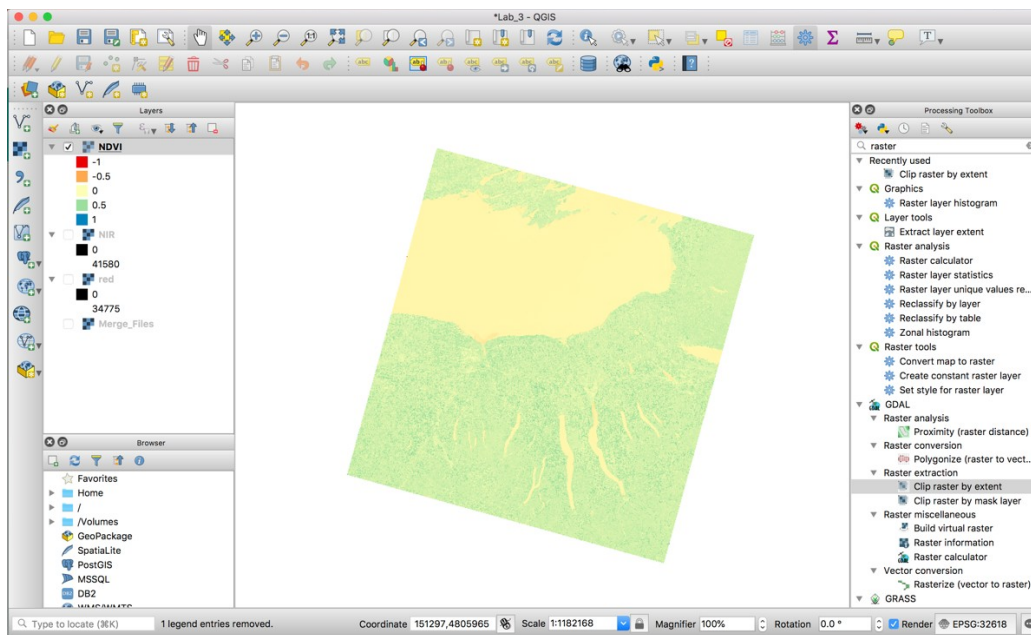 *Lab_3 - QGIS
Layers
NDVI
-1
-0.5
0
0.5
1
NIR
0
41580
red
0
34775
Merge_Files
Browser
Favorites
Home
/
/Volumes
GeoPackage
SpatiaLite
PostGIS
MSSQL
DB2
WMS/WMTS
Processing Toolbox
raster
Recently used
Clip raster by extent
Graphics
Raster layer histogram
Layer tools
Extract layer extent
Raster analysis
Raster calculator
Raster layer statistics
Raster layer unique values re...
Reclassify by layer
Reclassify by table
Zonal histogram
Raster tools
Convert map to raster
Create constant raster layer
Set style for raster layer
GDAL
Raster analysis
Proximity (raster distance)
Raster conversion
Polygonize (raster to vect...
Raster extraction
Clip raster by extent
Clip raster by mask layer
Raster miscellaneous
Build virtual raster
Raster information
Raster calculator
Vector conversion
Rasterize (vector to raster)
GRASS
Type to locate (⌘K) 1 legend entries removed. Coordinate 151297,4805965 Scale 1:1182168 Magnifier 100% Rotation 0.0 ° Render EPSG:32618